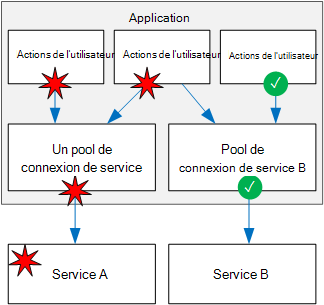 Application
Actions de l'utilisateur
Actions de l'utilisateur
Actions de l'utilisateur
Un pool de
connexion de service
Pool de
connexion de service B
Service A
Service B